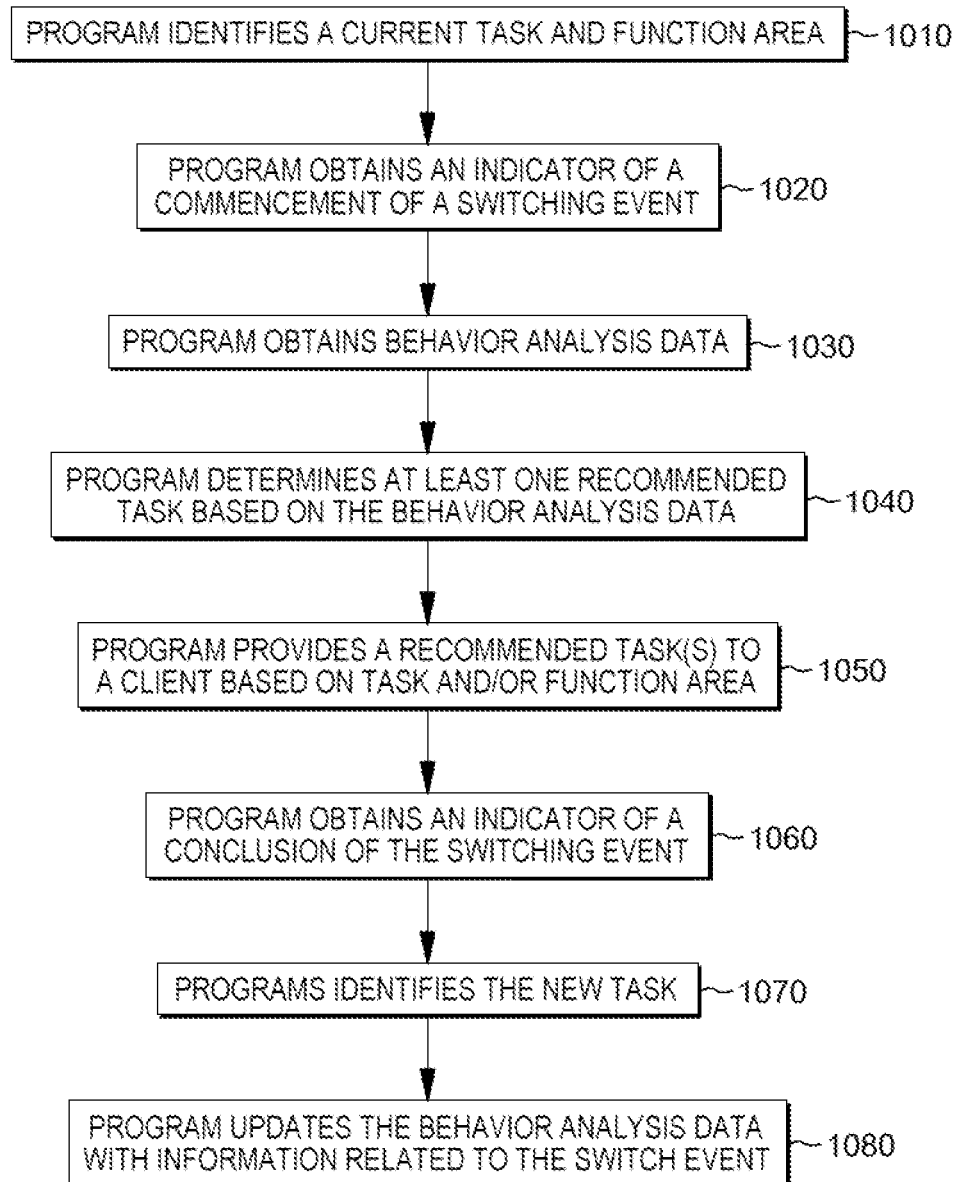 PROGRAM IDENTIFIES A CURRENT TASK AND FUNCTION AREA
1010
PROGRAM OBTAINS AN INDICATOR OF A
COMMENCEMENT OF A SWITCHING EVENT
1020
PROGRAM OBTAINS BEHAVIOR ANALYSIS DATA
1030
PROGRAM DETERMINES AT LEAST ONE RECOMMENDED
TASK BASED ON THE BEHAVIOR ANALYSIS DATA
1040
PROGRAM PROVIDES A RECOMMENDED TASK(S) TO
A CLIENT BASED ON TASK AND/OR FUNCTION AREA
1050
PROGRAM OBTAINS AN INDICATOR OF A
CONCLUSION OF THE SWITCHING EVENT
1060
PROGRAMS IDENTIFIES THE NEW TASK
1070
PROGRAM UPDATES THE BEHAVIOR ANALYSIS DATA
WITH INFORMATION RELATED TO THE SWITCH EVENT
1080